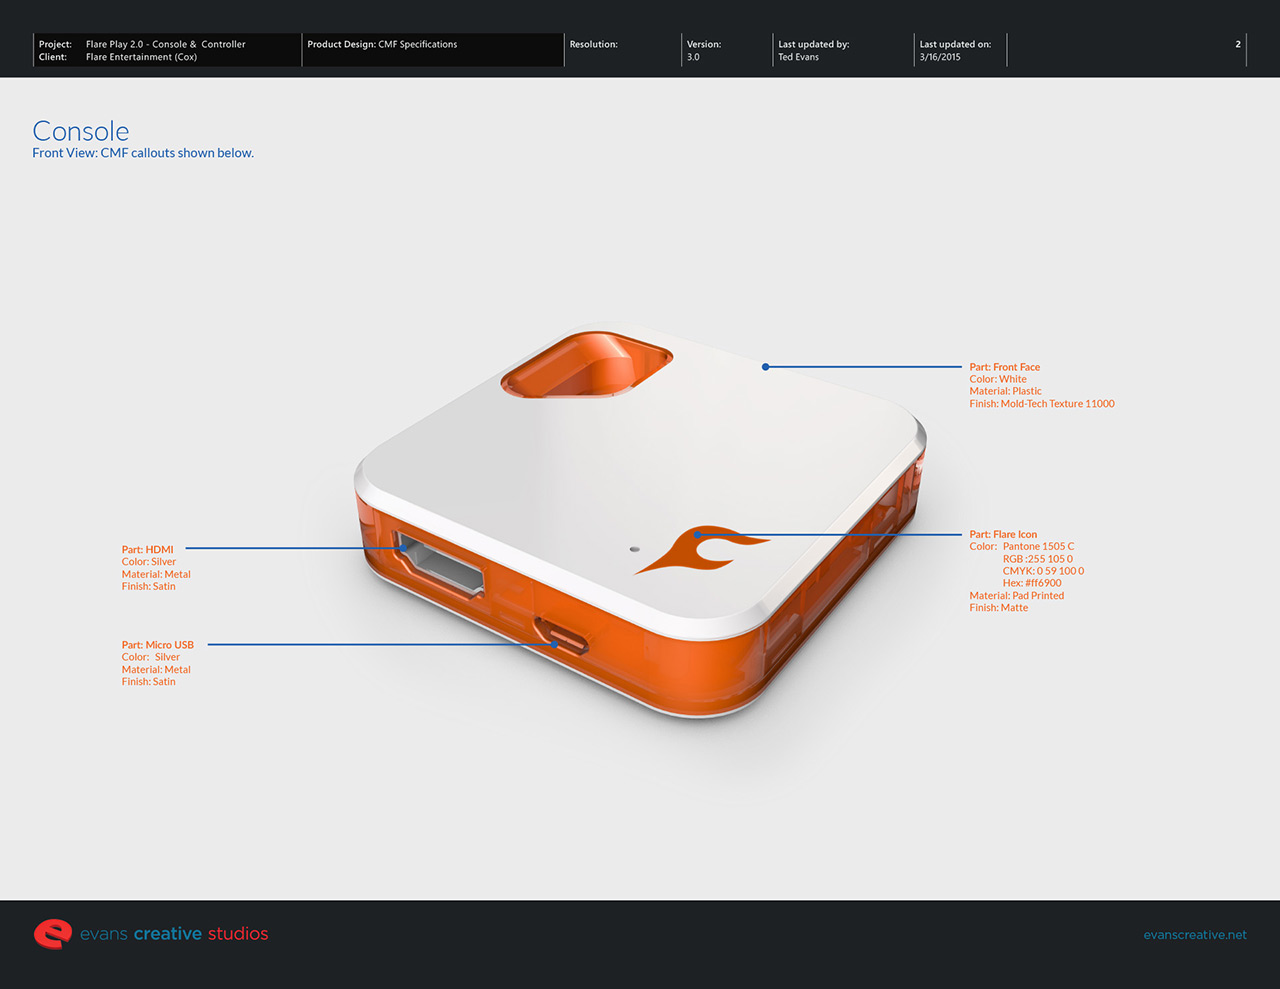 Project: Flare Play 2.0 - Console & Controller
Client: Flare Entertainment (Cox)
Product Design: CMF Specifications
Resolution:
Version:
3.0
Last updated by:
Ted Evans
Last updated on:
3/16/2015
2
Console
Front View: CMF callouts shown below.
Part: Front Face
Color: White
Material: Plastic
Finish: Mold-Tech Texture 11000
Part: HDMI
Color: Silver
Material: Metal
Finish: Satin
Part: Flare Icon
Color: Pantone 1505 C
RGB :255 105 0
CMYK: 0 59 100 0
Hex: #ff6900
Material: Pad Printed
Finish: Matte
Part: Micro USB
Color: Silver
Material: Metal
Finish: Satin
evans creative studios
evanscreative.net